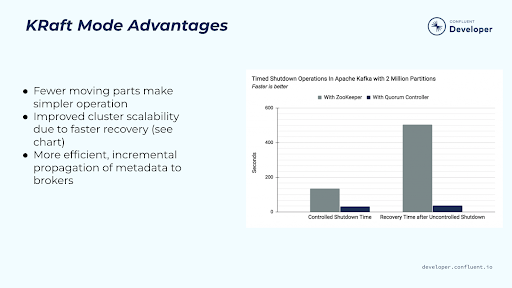 KRaft Mode Advantages
CONFLUENT
Developer
● Fewer moving parts make
simpler operation
● Improved cluster scalability
due to faster recovery (see
chart)
● More efficient, incremental
propagation of metadata to
brokers
Timed Shutdown Operations In Apache Kafka with 2 Million Partitions
Faster is better
With ZooKeeper With Quorum Controller
600
400
200
0
Seconds
Controlled Shutdown Time Recovery Time after Uncontrolled Shutdown
developer.confluent.io